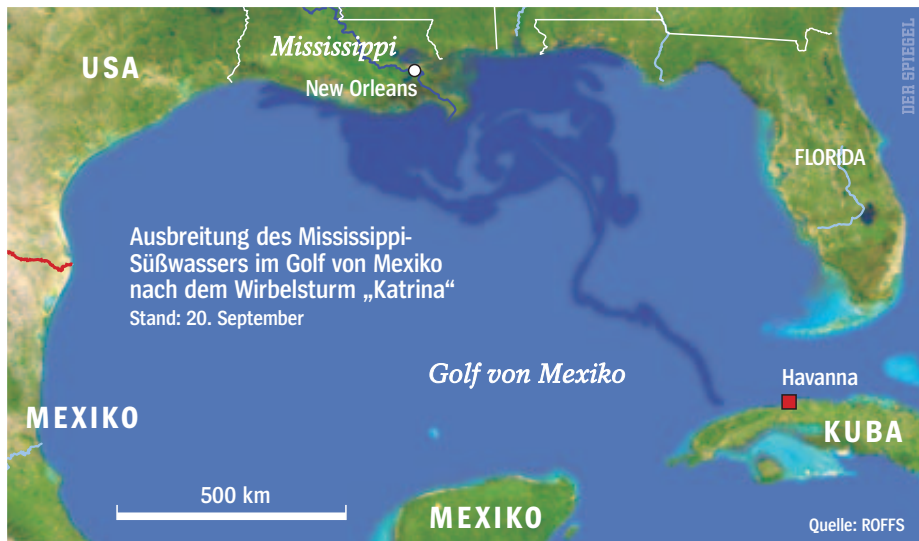 DER SPIEGEL
Mississippi
USA
New Orleans
FLORIDA
Ausbreitung des Mississippi-
Süßwassers im Golf von Mexiko
nach dem Wirbelsturm „Katrina“
Stand: 20. September
Golf von Mexiko
Havanna
MEXIKO
KUBA
500 km
MEXIKO
Quelle: ROFFS